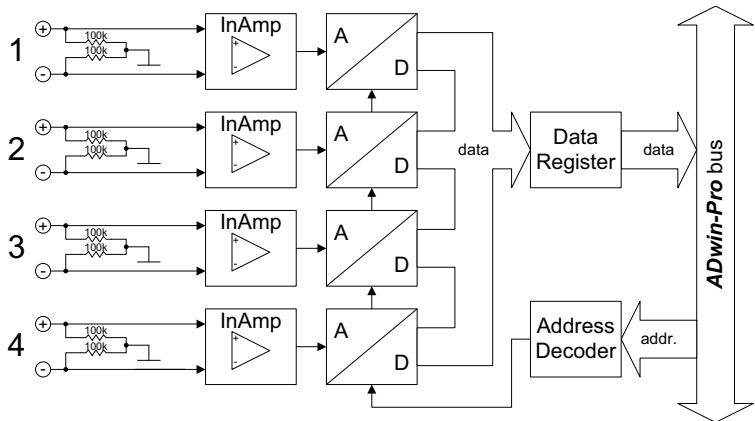 1
+
-
100k
100k
InAmp
+
-
A
D
2
+
-
100k
100k
InAmp
+
-
A
D
3
+
-
100k
100k
InAmp
+
-
A
D
4
+
-
100k
100k
InAmp
+
-
A
D
data
Data
Register
data
Address
Decoder
addr.
ADwin-Pro bus